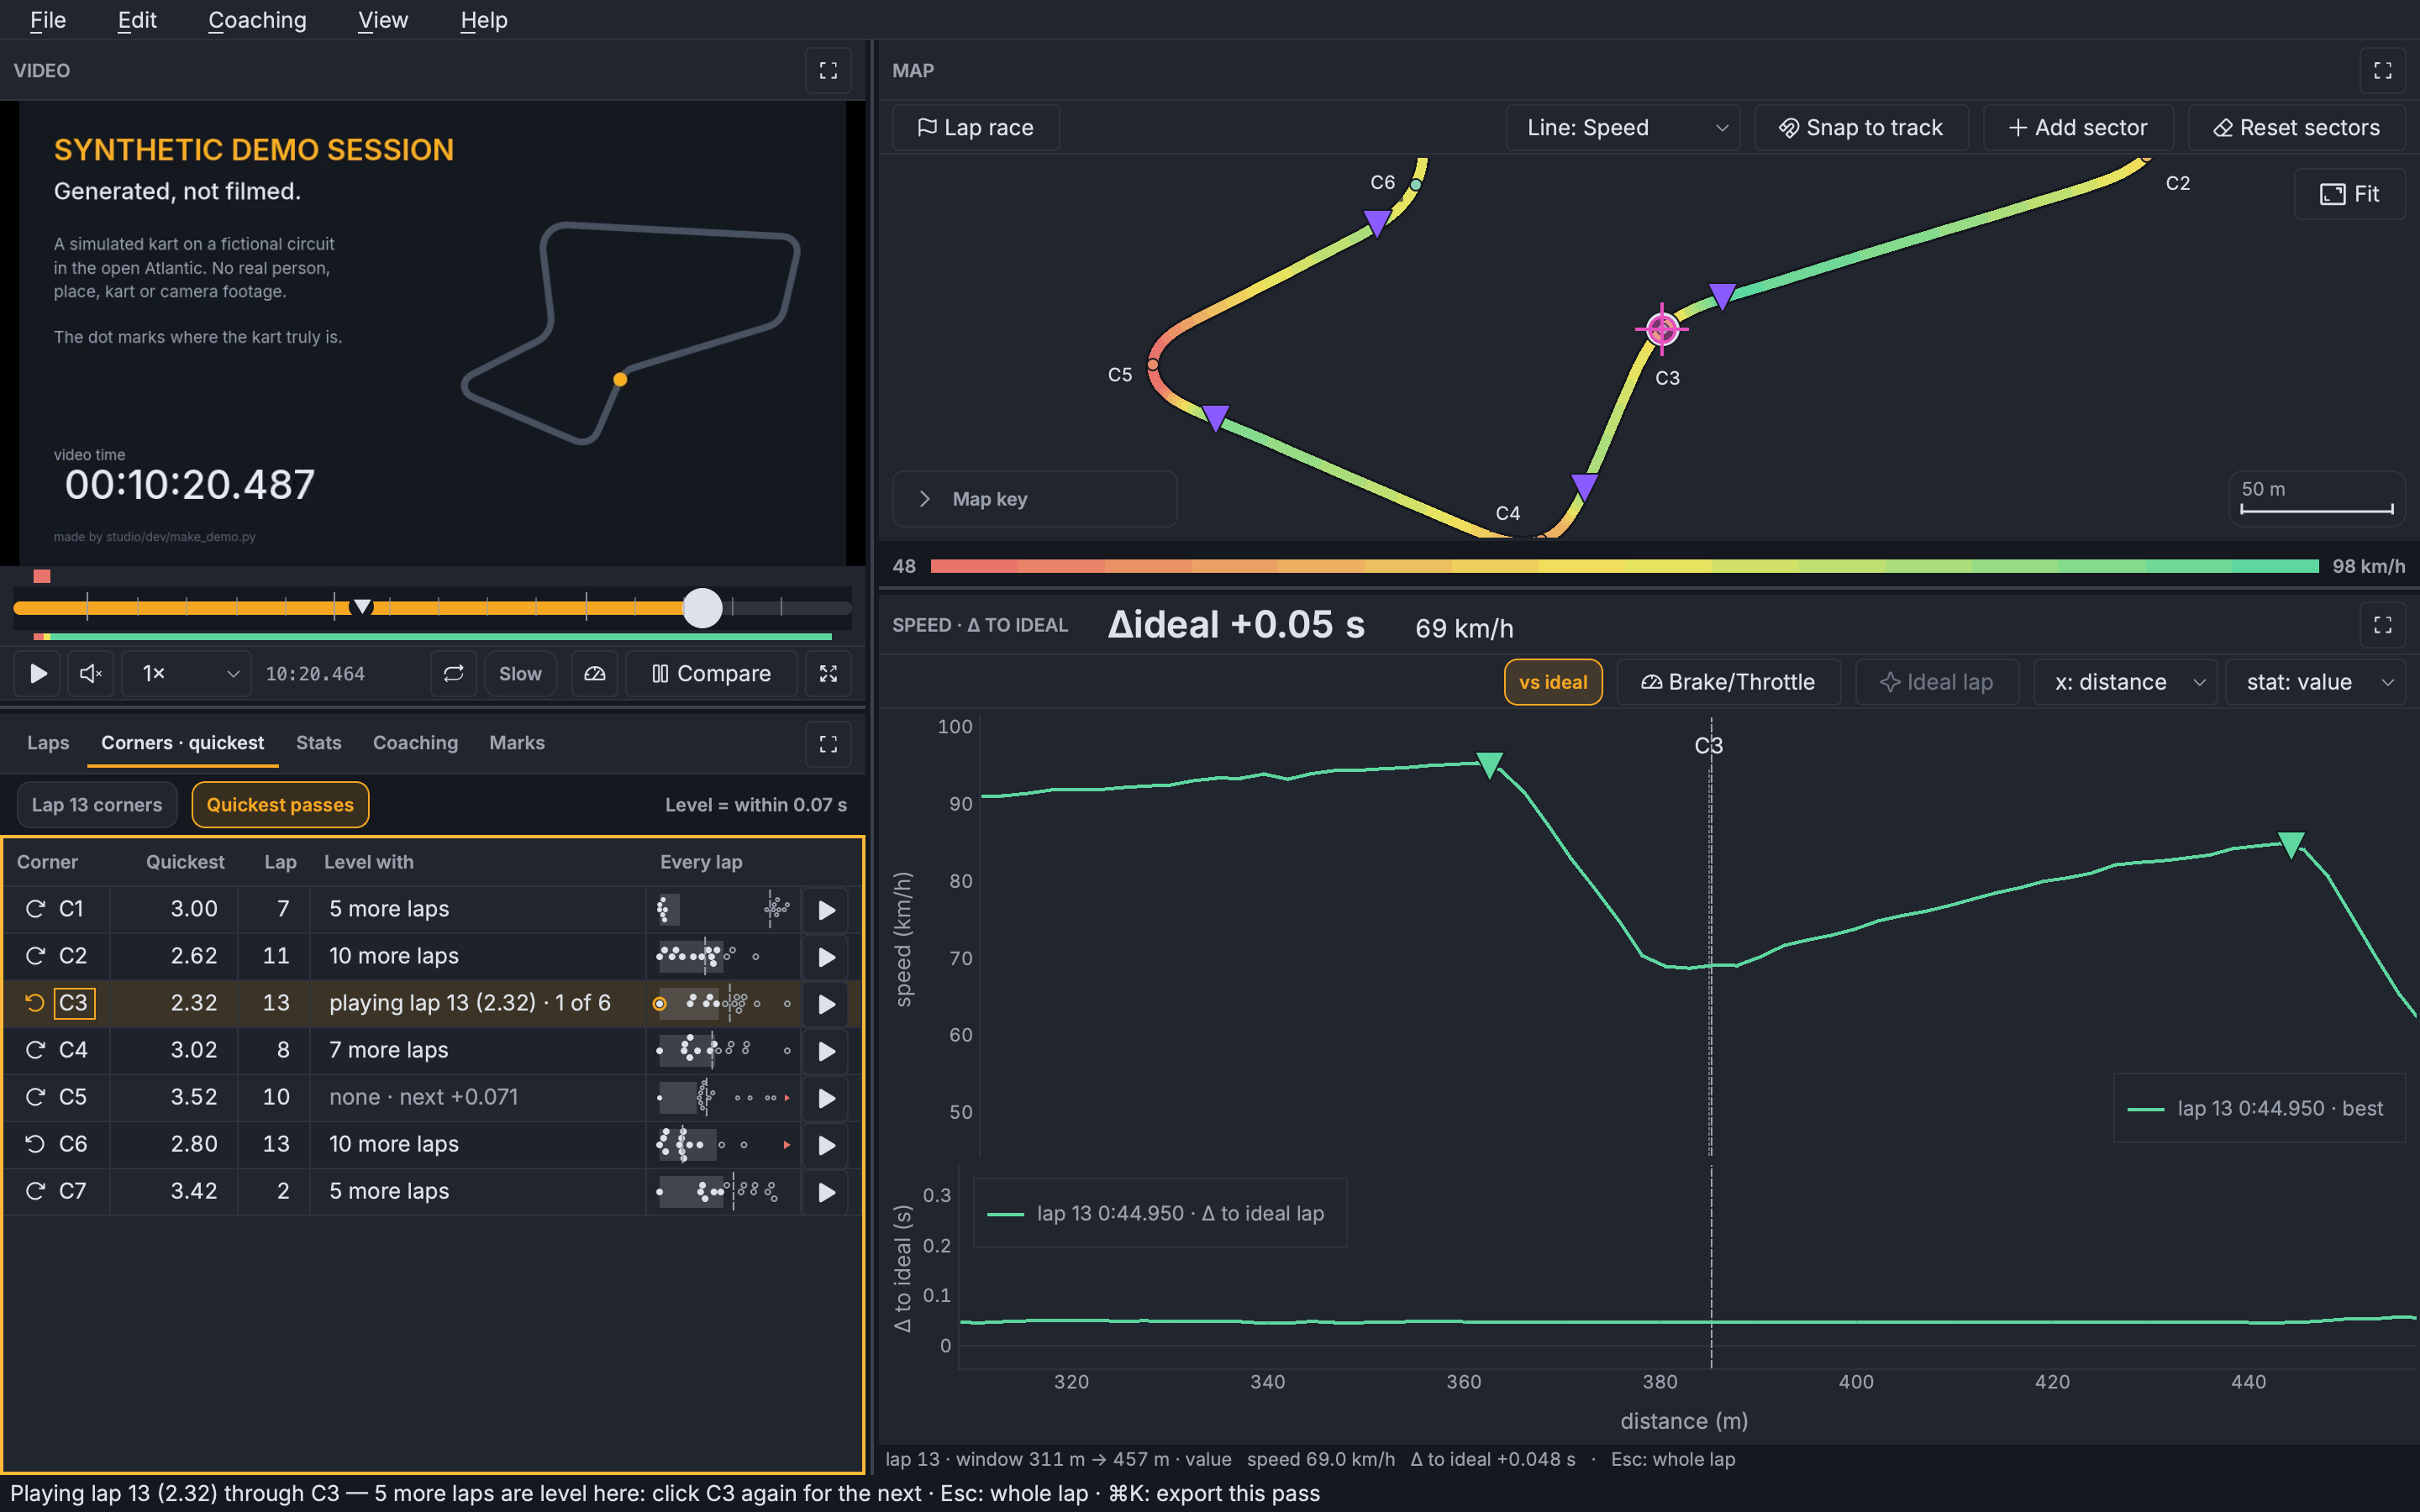 File Edit Coaching View Help
VIDEO
SYNTHETIC DEMO SESSION
Generated, not filmed.
A simulated kart on a fictional circuit
in the open Atlantic. No real person,
place, kart or camera footage.
The dot marks where the kart truly is.
video time
00:10:20.487
made by studio/dev/make_demo.py
1× 10:20.464 Slow Compare
Laps Corners · quickest Stats Coaching Marks
Lap 13 corners Quickest passes Level = within 0.07 s
Corner Quickest Lap Level with Every lap
C1 3.00 7 5 more laps
C2 2.62 11 10 more laps
C3 2.32 13 playing lap 13 (2.32) · 1 of 6
C4 3.02 8 7 more laps
C5 3.52 10 none · next +0.071
C6 2.80 13 10 more laps
C7 3.42 2 5 more laps
MAP
Lap race Line: Speed Snap to track Add sector Reset sectors
Fit
C6
C2
C5
C3
C4
Map key
50 m
48 98 km/h
SPEED · Δ TO IDEAL Δideal +0.05 s 69 km/h
vs ideal Brake/Throttle Ideal lap x: distance stat: value
C3
100
90
80
70
60
50
speed (km/h)
lap 13 0:44.950 · best
0.3
0.2
0.1
0
Δ to ideal (s)
lap 13 0:44.950 · Δ to ideal lap
320 340 360 380 400 420 440
distance (m)
lap 13 · window 311 m → 457 m · value speed 69.0 km/h Δ to ideal +0.048 s · Esc: whole lap
Playing lap 13 (2.32) through C3 — 5 more laps are level here: click C3 again for the next · Esc: whole lap · ⌘K: export this pass